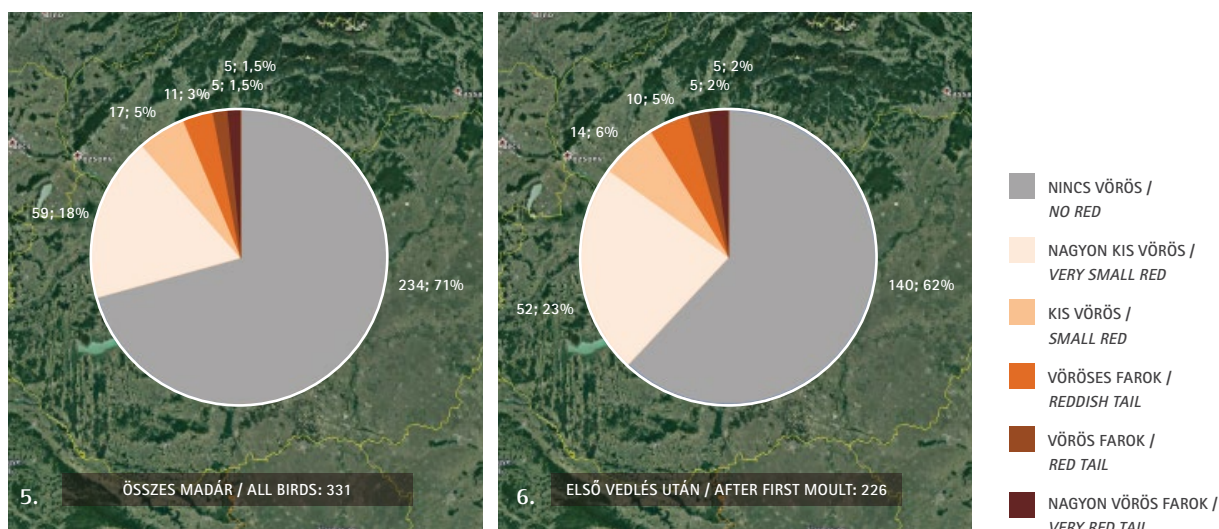 5; 1,5%
5; 1,5%
11; 3%
17; 5%
59; 18%
234; 71%
5.
ÖSSZES MADÁR / ALL BIRDS: 331
5; 2%
5; 2%
10; 5%
14; 6%
52; 23%
140; 62%
6.
ELSŐ VEDLÉS UTÁN / AFTER FIRST MOULT: 226
NINCS VÖRÖS /
NO RED
NAGYON KIS VÖRÖS /
VERY SMALL RED
KIS VÖRÖS /
SMALL RED
VÖRÖSES FAROK /
REDDISH TAIL
VÖRÖS FAROK /
RED TAIL
NAGYON VÖRÖS FAROK /
VERY RED TAIL